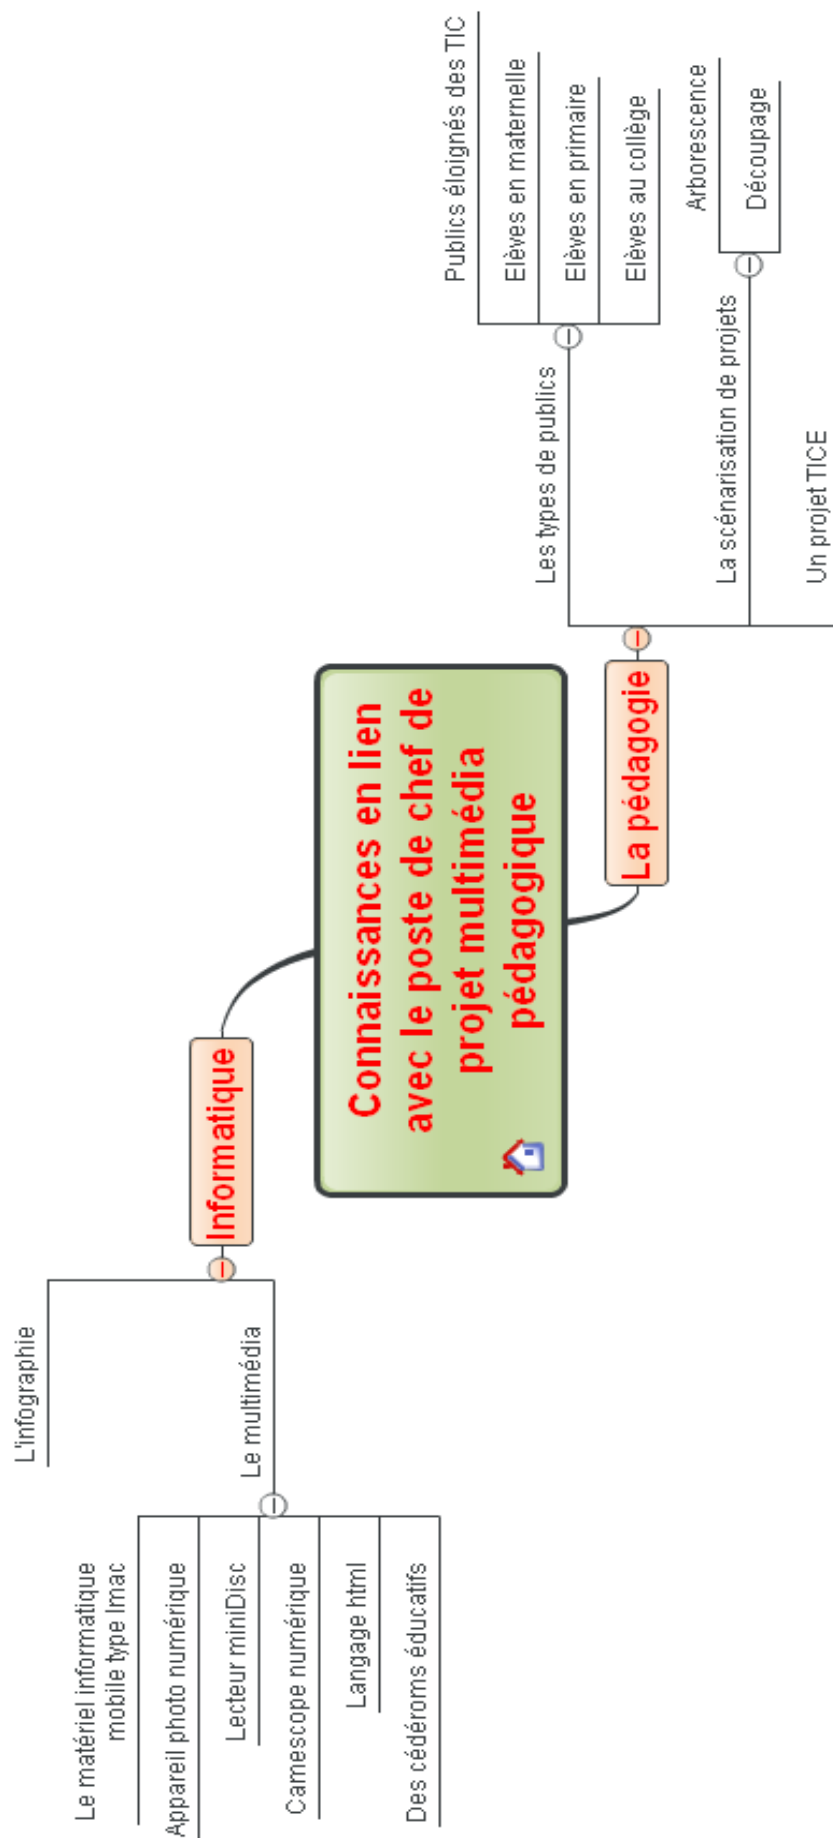 Connaissances en lien
avec le poste de chef de
projet multimédia
pédagogique
Informatique
L'infographie
Le multimédia
Le matériel informatique
mobile type Imac
Appareil photo numérique
Lecteur miniDisc
Camescope numérique
Langage html
Des cédéroms éducatifs
La pédagogie
Les types de publics
Publics éloignés des TIC
Elèves en maternelle
Elèves en primaire
Elèves au collège
La scénarisation de projets
Arborescence
Découpage
Un projet TICE